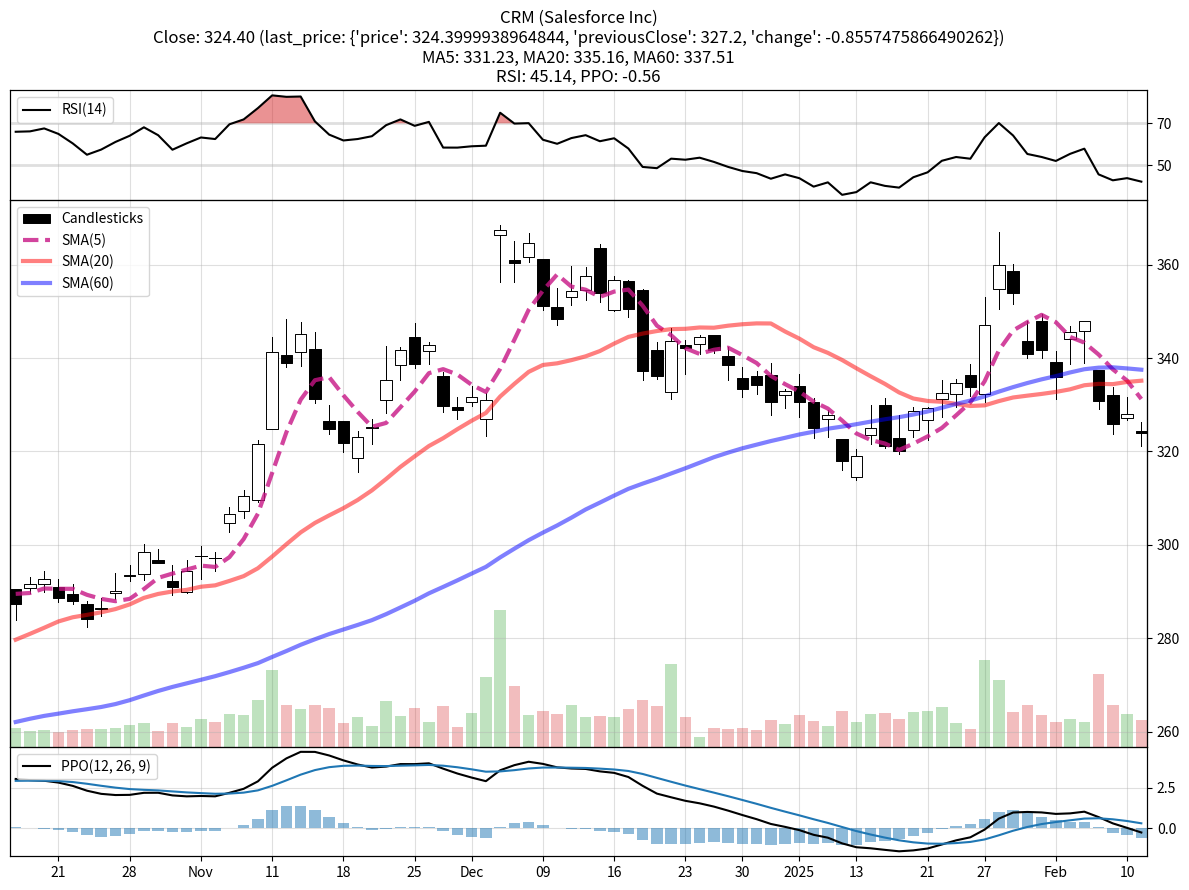 CRM (Salesforce Inc)
Close: 324.40 (last_price: {'price': 324.3999938964844, 'previousClose': 327.2, 'change': -0.8557475866490262})
MA5: 331.23, MA20: 335.16, MA60: 337.51
RSI: 45.14, PPO: -0.56
RSI(14)
70
50
Candlesticks
SMA(5)
SMA(20)
SMA(60)
360
340
320
300
280
260
PPO(12, 26, 9)
2.5
0.0
21 28 Nov 11 18 25 Dec 09 16 23 30 2025 13 21 27 Feb 10